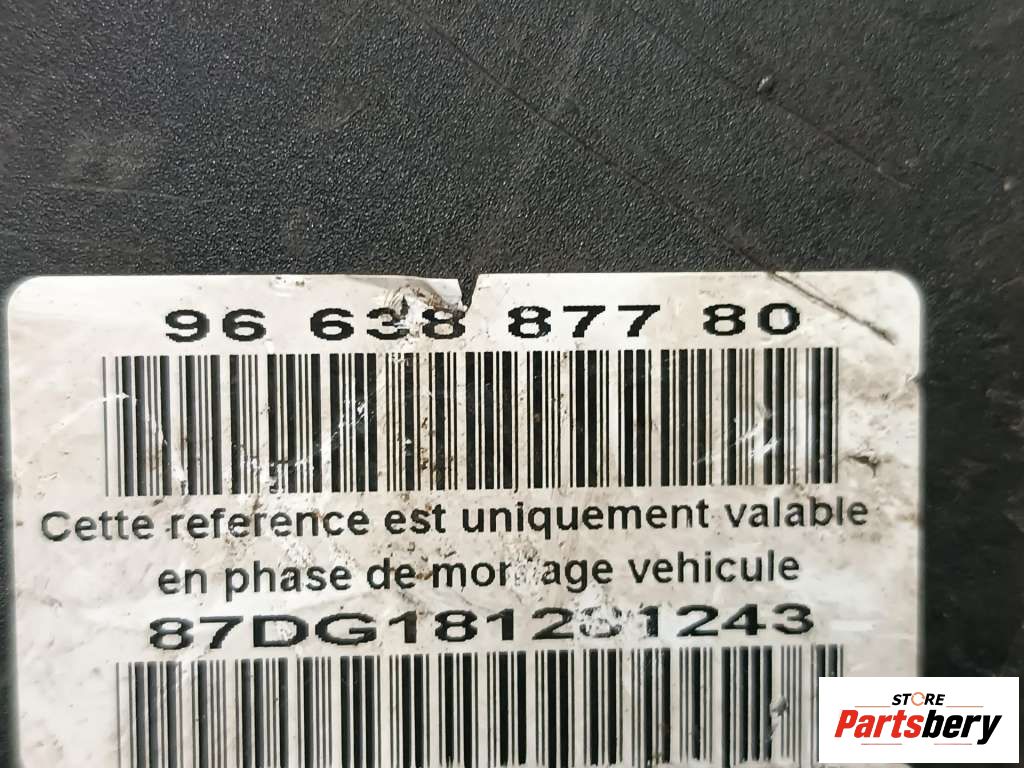 96 638 877 80
Cette reference est uniquement valable
en phase de vehicule
STORE
Partsbery